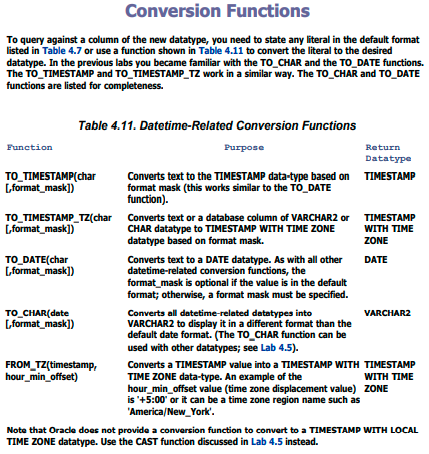 Conversion Functions
To query against a column of the new datatype, you need to state any literal in the default format
listed in Table 4.7 or use a function shown in Table 4.11 to convert the literal to the desired
datatype. In the previous labs you became familiar with the TO_CHAR and the TO_DATE functions.
The TO_TIMESTAMP and TO_TIMESTAMP_TZ work in a similar way. The TO_CHAR and TO_DATE
functions are listed for completeness.
Table 4.11. Datetime-Related Conversion Functions
Function Purpose Return
Datatype
TO_TIMESTAMP(char Converts text to the TIMESTAMP data-type based on TIMESTAMP
[,format_mask]) format mask (this works similar to the TO_DATE
function).
TO_TIMESTAMP_TZ(char Converts text or a database column of VARCHAR2 or TIMESTAMP
[,format_mask]) CHAR datatype to TIMESTAMP WITH TIME ZONE WITH TIME
datatype based on format mask. ZONE
TO_DATE(char Converts text to a DATE datatype. As with all other DATE
[,format_mask]) datetime-related conversion functions, the
format_mask is optional if the value is in the default
format; otherwise, a format mask must be specified.
TO_CHAR(date Converts all datetime-related datatypes into VARCHAR2
[,format_mask]) VARCHAR2 to display it in a different format than the
default date format. (The TO_CHAR function can be
used with other datatypes; see Lab 4.5).
FROM_TZ(timestamp, Converts a TIMESTAMP value into a TIMESTAMP WITH TIMESTAMP
hour_min_offset) TIME ZONE data-type. An example of the WITH TIME
hour_min_offset value (time zone displacement value) ZONE
is '+5:00' or it can be a time zone region name such as
'America/New_York'.
Note that Oracle does not provide a conversion function to convert to a TIMESTAMP WITH LOCAL
TIME ZONE datatype. Use the CAST function discussed in Lab 4.5 instead.